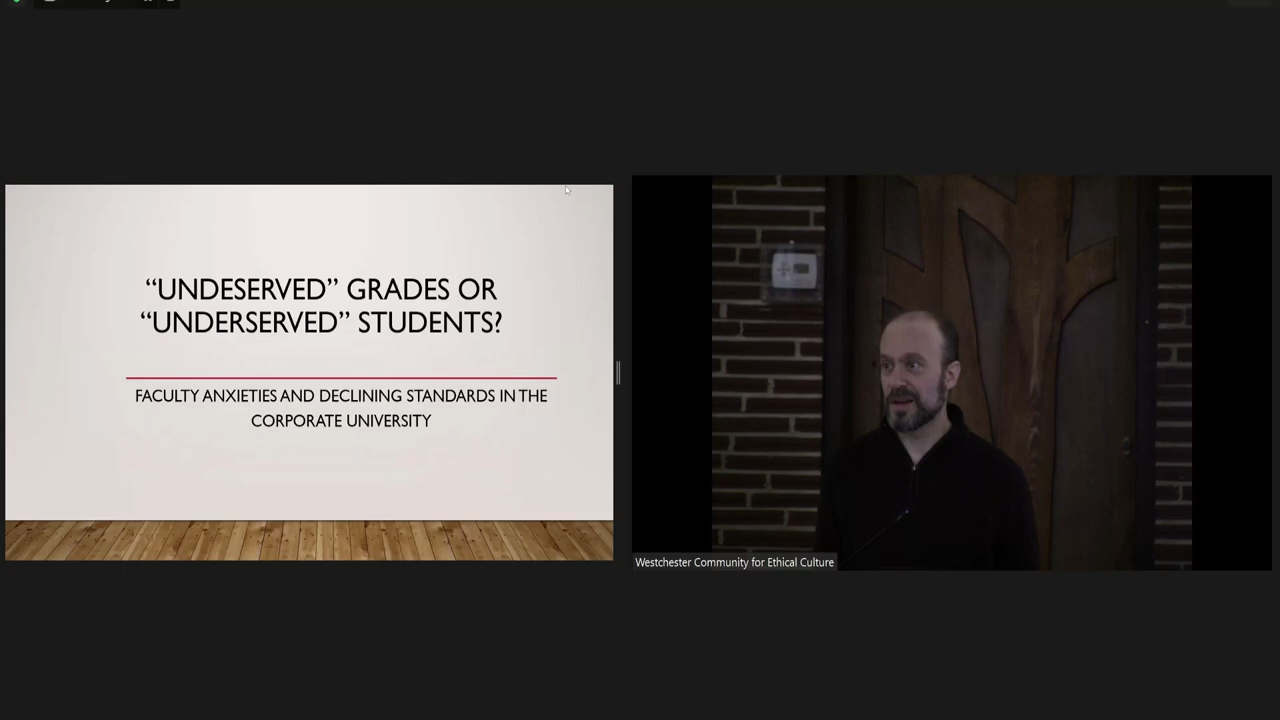 “UNDESERVED” GRADES OR
“UNDERSERVED” STUDENTS?
FACULTY ANXIETIES AND DECLINING STANDARDS IN THE
CORPORATE UNIVERSITY
Westchester Community for Ethical Culture